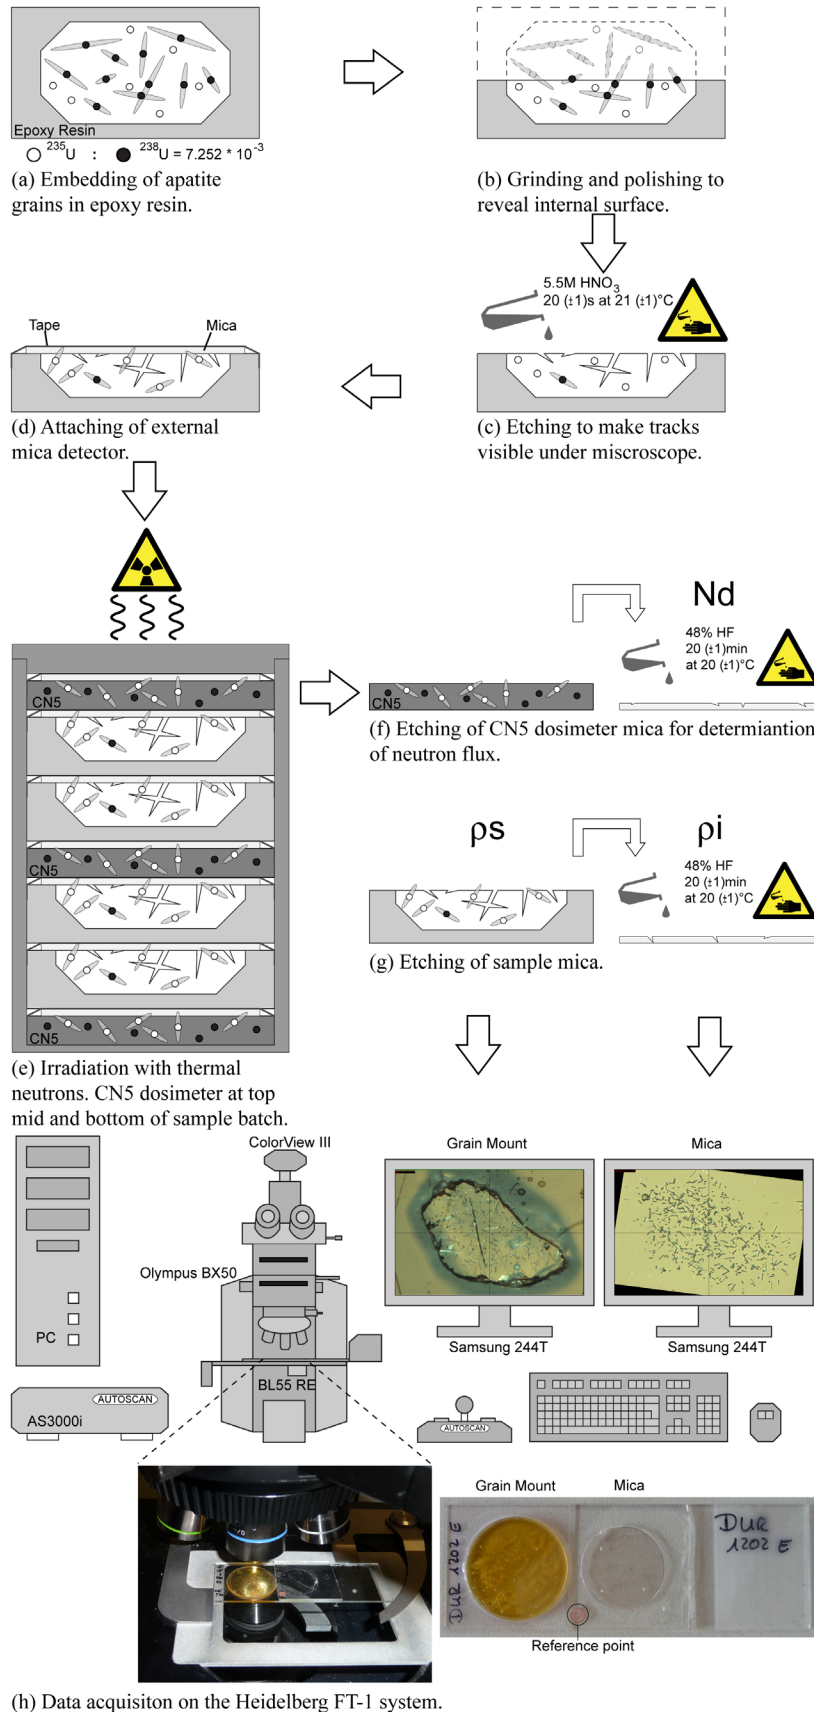 Epoxy Resin
235U : 238U = 7.252 * 10-3
(a) Embedding of apatite
grains in epoxy resin.
(b) Grinding and polishing to
reveal internal surface.
5.5M HNO3
20 (±1)s at 21 (±1)°C
Tape
Mica
(d) Attaching of external
mica detector.
(c) Etching to make tracks
visible under miscroscope.
Nd
48% HF
20 (±1)min
at 20 (±1)°C
CN5
CN5
(f) Etching of CN5 dosimeter mica for determiantion
of neutron flux.
ρs
ρi
48% HF
20 (±1)min
at 20 (±1)°C
CN5
(g) Etching of sample mica.
CN5
(e) Irradiation with thermal
neutrons. CN5 dosimeter at top
mid and bottom of sample batch.
ColorView III
Grain Mount
Mica
Olympus BX50
PC
Samsung 244T
Samsung 244T
BL55 RE
AUTOSCAN
AS3000i
AUTOSCAN
Grain Mount
Mica
DUR 1202 E
DUR
1202 E
Reference point
(h) Data acquisiton on the Heidelberg FT-1 system.